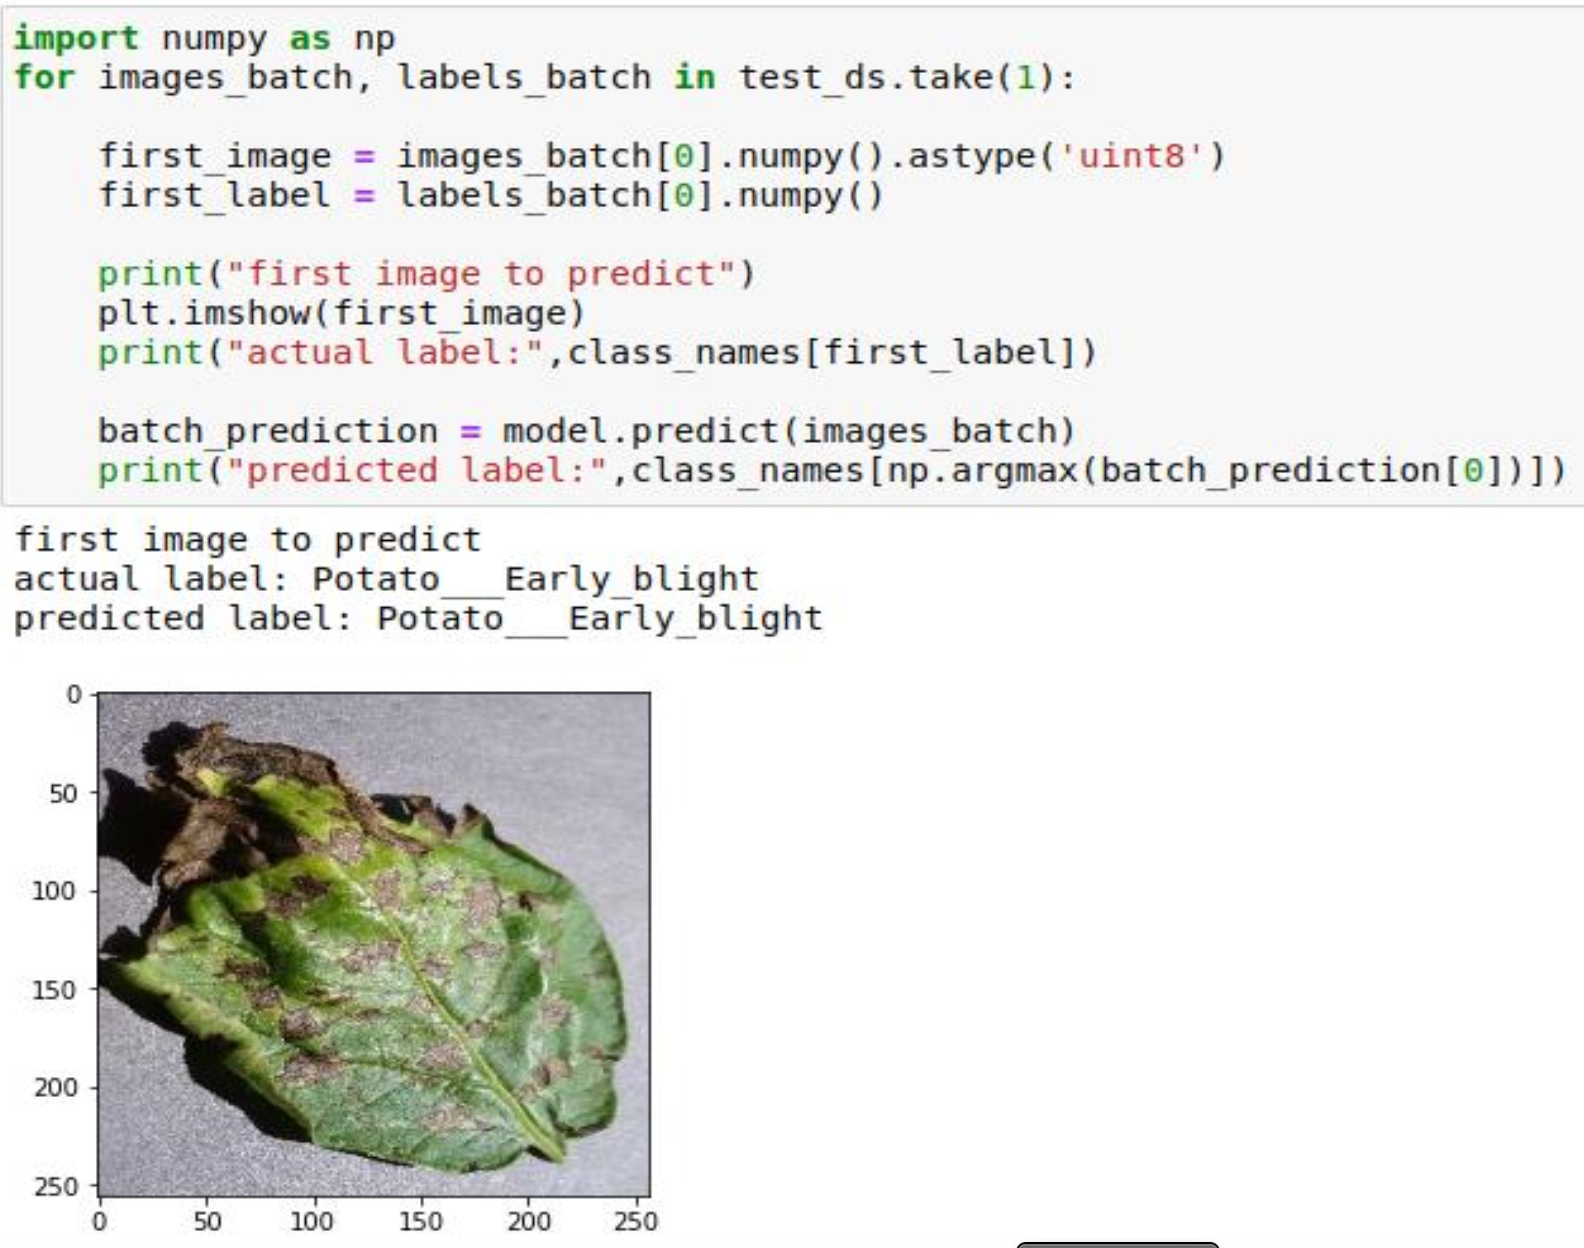 import numpy as np
for images_batch, labels_batch in test_ds.take(1):
first_image = images_batch[0].numpy().astype('uint8')
first_label = labels_batch[0].numpy()
print("first image to predict")
plt.imshow(first_image)
print("actual label:",class_names[first_label])
batch_prediction = model.predict(images_batch)
print("predicted label:",class_names[np.argmax(batch_prediction[0])])
first image to predict
actual label: Potato___Early_blight
predicted label: Potato___Early_blight
0
50
100
150
200
250
0 50 100 150 200 250